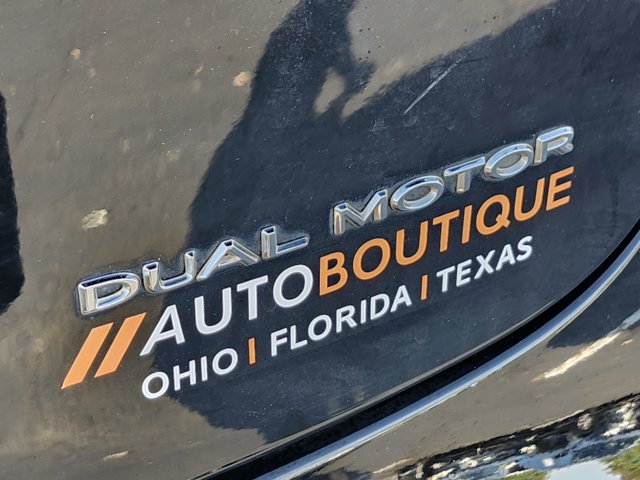 DUAL MOTOR
AUTOBOUTIQUE
OHIO | FLORIDA | TEXAS